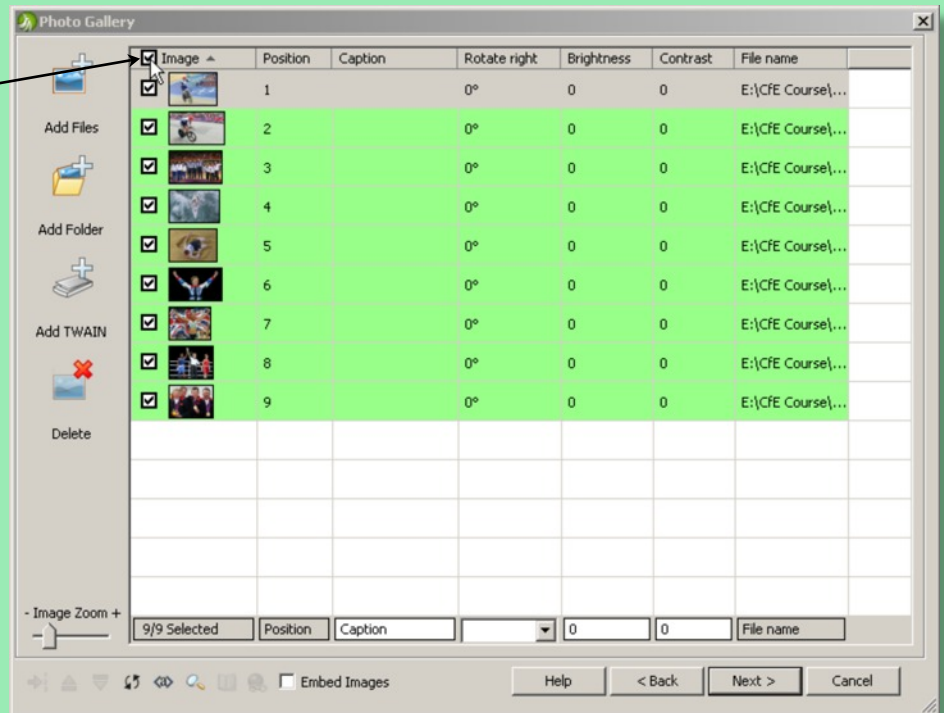 Photo Gallery
Image Position Caption Rotate right Brightness Contrast File name
1 0° 0 0 E:\CfE Course\...
Add Files
2 0° 0 0 E:\CfE Course\...
3 0° 0 0 E:\CfE Course\...
4 0° 0 0 E:\CfE Course\...
Add Folder
5 0° 0 0 E:\CfE Course\...
6 0° 0 0 E:\CfE Course\...
Add TWAIN
7 0° 0 0 E:\CfE Course\...
8 0° 0 0 E:\CfE Course\...
9 0° 0 0 E:\CfE Course\...
Delete
- Image Zoom +
9/9 Selected Position Caption 0 0 File name
Embed Images Help < Back Next > Cancel